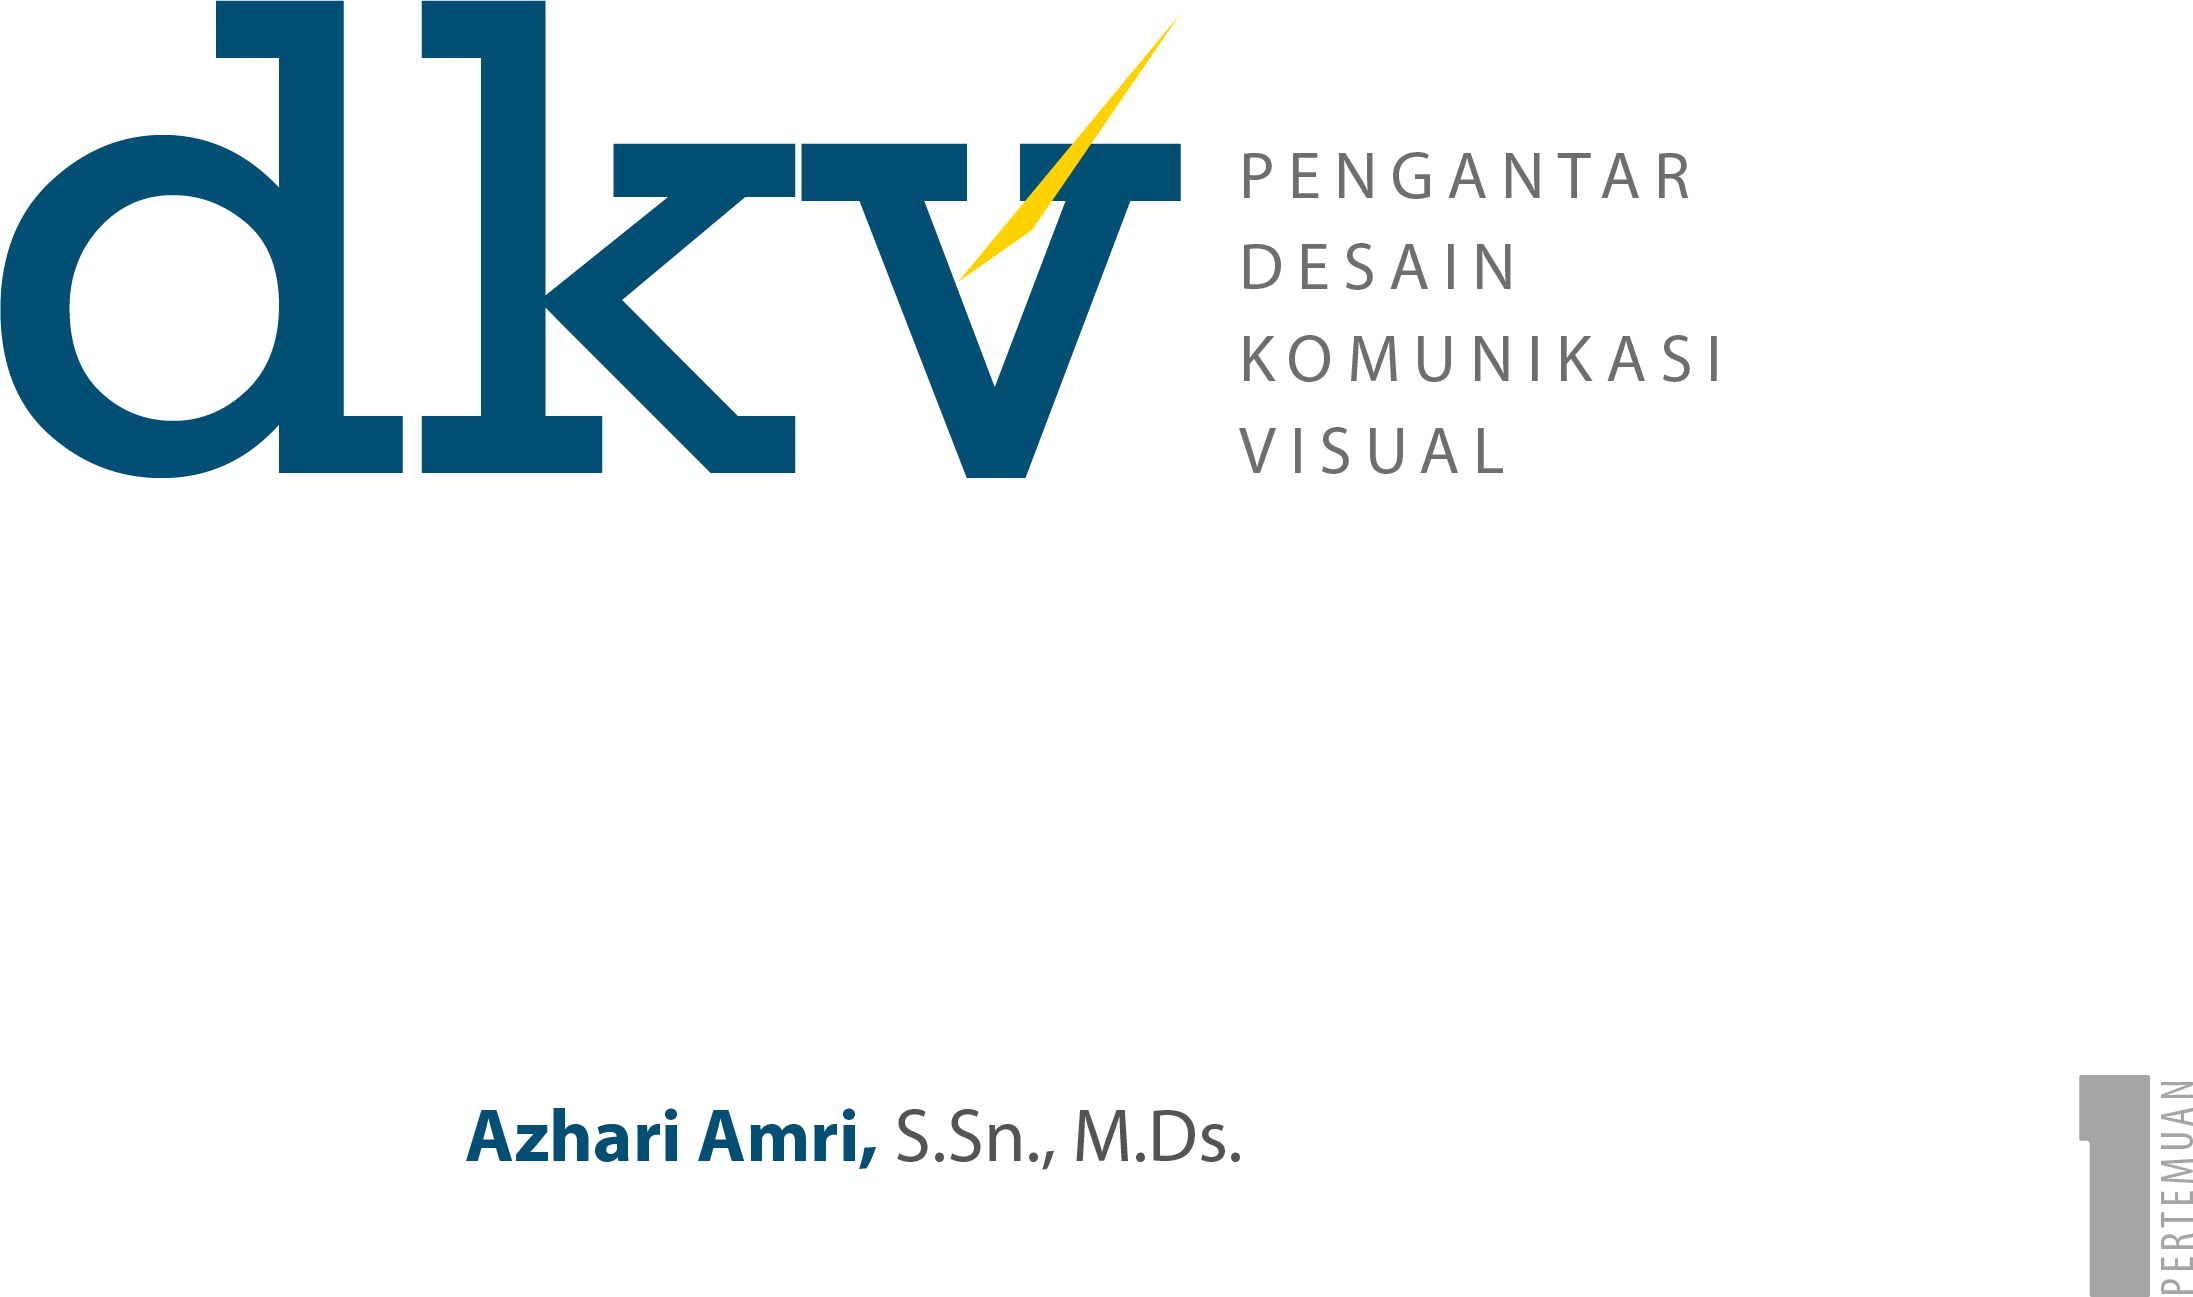 dkv
PENGANTAR
DESAIN
KOMUNIKASI
VISUAL
Azhari Amri, S.Sn., M.Ds.
1
PERTEMUAN